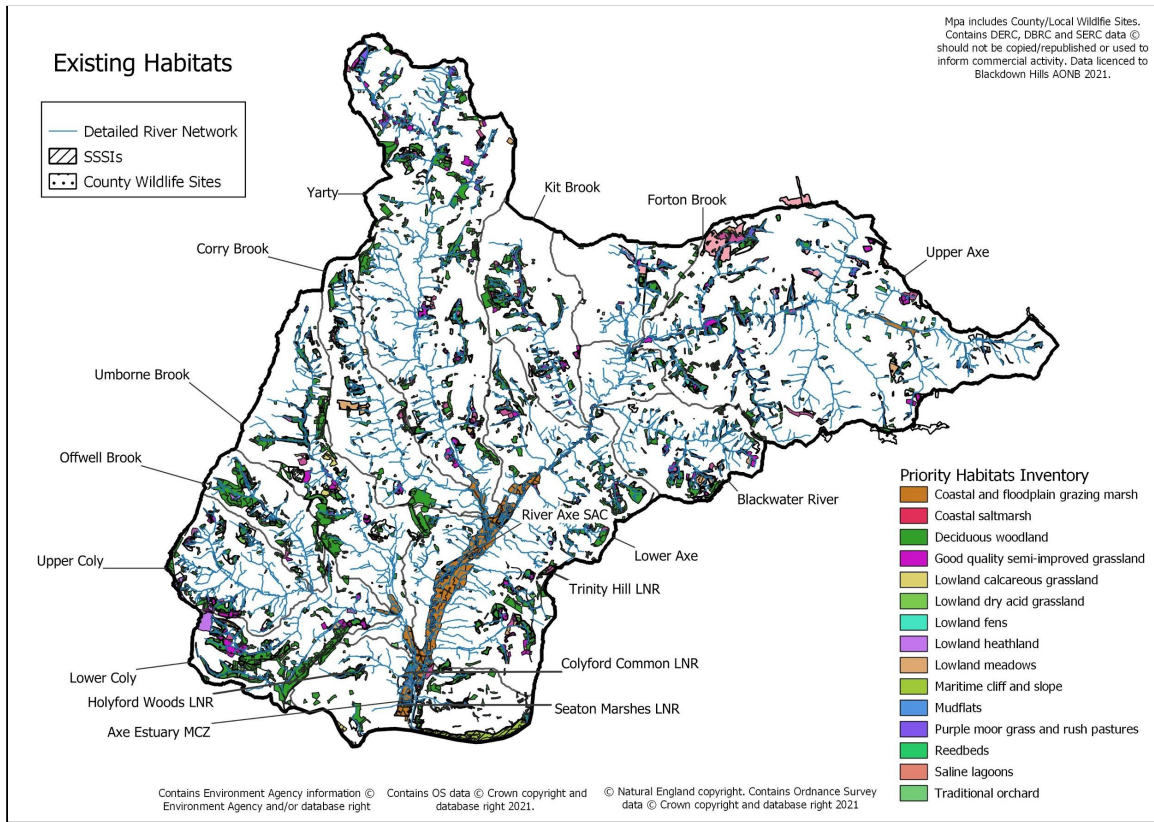 Existing Habitats
Detailed River Network
SSSIs
County Wildlife Sites
Mpa includes County/Local Wildlfie Sites.
Contains DERC, DBRC and SERC data ©
should not be copied/republished or used to
inform commercial activity. Data licenced to
Blackdown Hills AONB 2021.
Yarty
Kit Brook
Forton Brook
Corry Brook
Upper Axe
Umborne Brook
Offwell Brook
Blackwater River
River Axe SAC
Upper Coly
Lower Axe
Trinity Hill LNR
Lower Coly
Colyford Common LNR
Holyford Woods LNR
Seaton Marshes LNR
Axe Estuary MCZ
Priority Habitats Inventory
Coastal and floodplain grazing marsh
Coastal saltmarsh
Deciduous woodland
Good quality semi-improved grassland
Lowland calcareous grassland
Lowland dry acid grassland
Lowland fens
Lowland heathland
Lowland meadows
Maritime cliff and slope
Mudflats
Purple moor grass and rush pastures
Reedbeds
Saline lagoons
Traditional orchard
Contains Environment Agency information ©
Environment Agency and/or database right
Contains OS data © Crown copyright and
database right 2021.
© Natural England copyright. Contains Ordnance Survey
data © Crown copyright and database right 2021